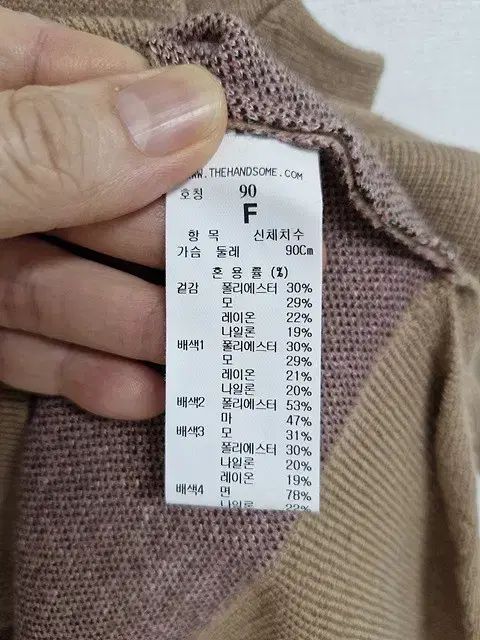 WWW.THEHANDSOME.COM
호칭 90
F
항 목 신체치수
가슴 둘레 90Cm
혼 용 률 (%)
겉감 폴리에스터 30%
모 29%
레이온 22%
나일론 19%
배색1 폴리에스터 30%
모 29%
레이온 21%
나일론 20%
배색2 폴리에스터 53%
마 47%
배색3 모 31%
폴리에스터 30%
나일론 20%
레이온 19%
배색4 면 78%
나일론 22%